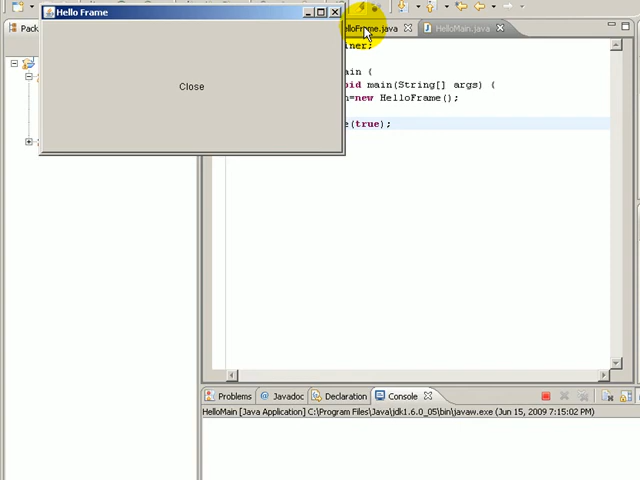 Hello Frame
Pack
elloFrame.java
HelloMain.java
Close
iner;
ain {
oid main(String[] args) {
n=new HelloFrame();
e(true);
Problems
Javadoc
Declaration
Console
HelloMain [Java Application] C:\Program Files\Java\jdk1.6.0_05\bin\javaw.exe (Jun 15, 2009 7:15:02 PM)